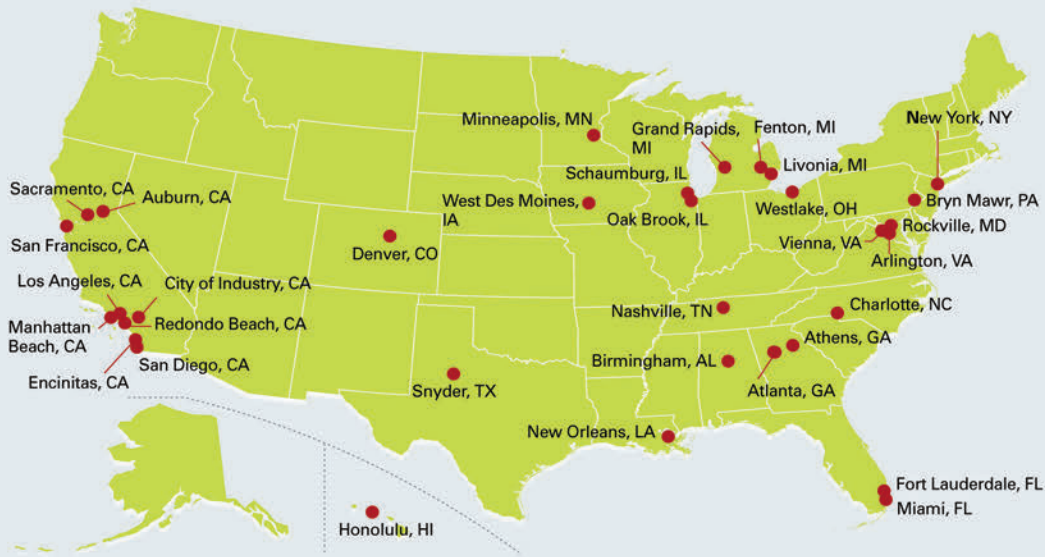 Minneapolis, MN
Grand Rapids,
MI
Fenton, MI
New York, NY
Schaumburg, IL
Livonia, MI
Sacramento, CA
Auburn, CA
West Des Moines,
IA
Oak Brook, IL
Westlake, OH
Bryn Mawr, PA
San Francisco, CA
Denver, CO
Vienna, VA
Rockville, MD
Arlington, VA
Los Angeles, CA
City of Industry, CA
Manhattan
Beach, CA
Redondo Beach, CA
Nashville, TN
Charlotte, NC
Encinitas, CA
San Diego, CA
Birmingham, AL
Athens, GA
Snyder, TX
Atlanta, GA
New Orleans, LA
Honolulu, HI
Fort Lauderdale, FL
Miami, FL